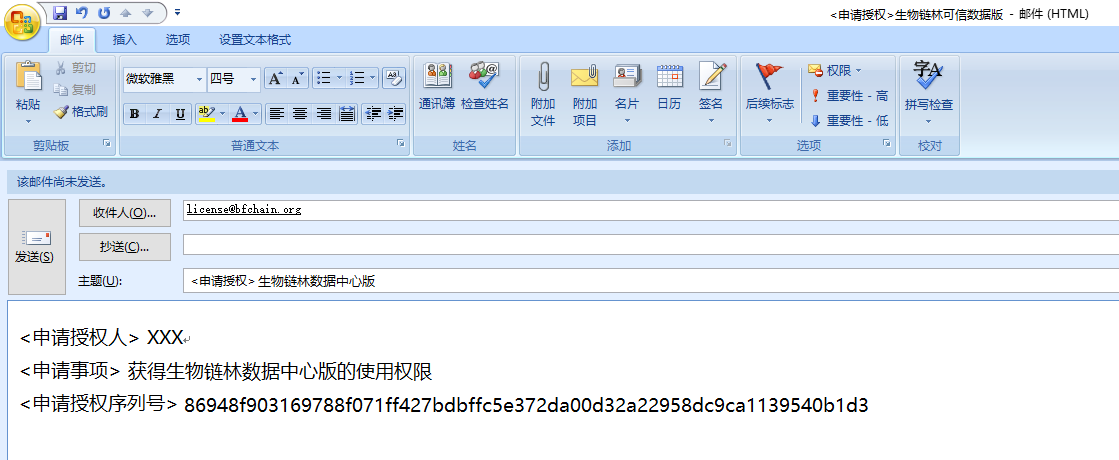 <申请授权>生物链林可信数据版 - 邮件 (HTML)
邮件 插入 选项 设置文本格式
粘贴
剪切
复制
格式刷
剪贴板
微软雅黑 四号
B I U
普通文本
通讯簿 检查姓名
姓名
附加文件 附加项目 名片 日历 签名
添加
后续标志
权限
重要性 - 高
重要性 - 低
选项
字A
拼写检查
校对
该邮件尚未发送。
发送(S)
收件人(O)... license@bfchain.org
抄送(C)...
主题(U): <申请授权> 生物链林数据中心版
<申请授权人> XXX
<申请事项> 获得生物链林数据中心版的使用权限
<申请授权序列号> 86948f903169788f071ff427bdbffc5e372da00d32a22958dc9ca1139540b1d3